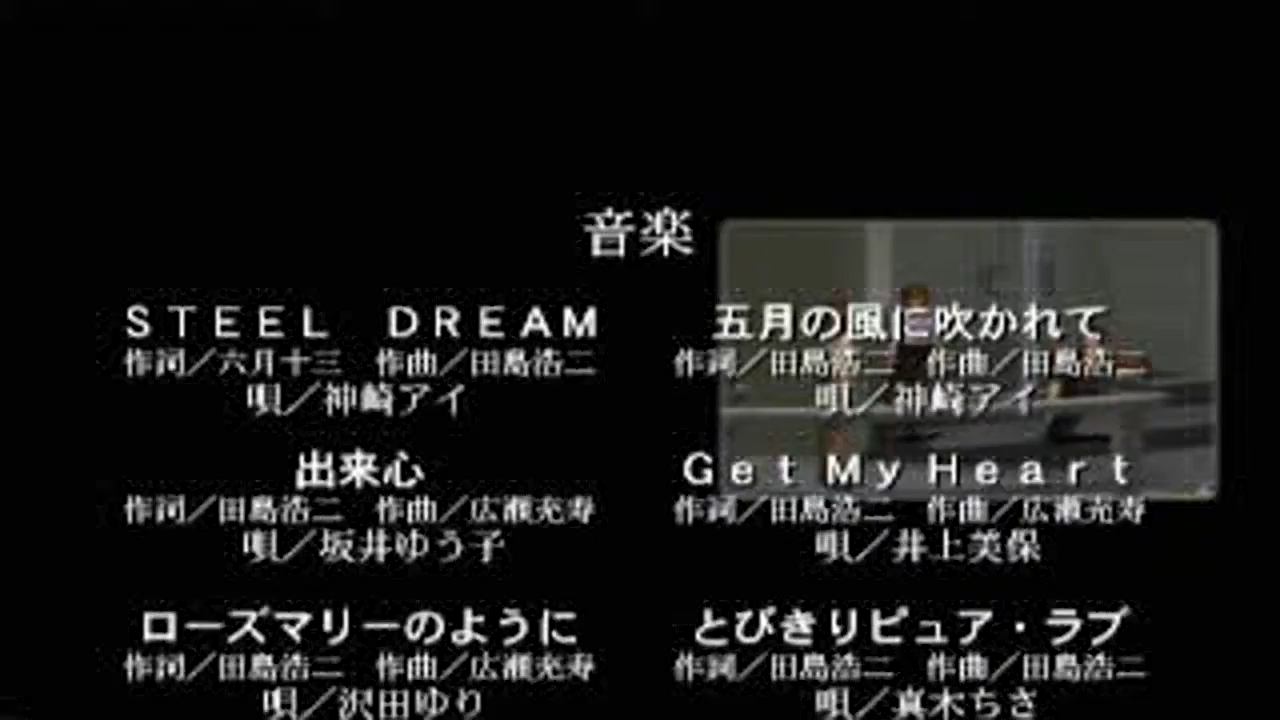 音楽
STEEL DREAM
作詞／六月十三 作曲／田島浩二
唄／神崎アイ
五月の風に吹かれて
作詞／田島浩二 作曲／田島浩二
唄／神崎アイ
出来心
作詞／田島浩二 作曲／広瀬充寿
唄／坂井ゆう子
Get My Heart
作詞／田島浩二 作曲／広瀬充寿
唄／井上美保
ローズマリーのように
作詞／田島浩二 作曲／広瀬充寿
唄／沢田ゆり
とびきりピュア・ラブ
作詞／田島浩二 作曲／田島浩二
唄／真木ちさ